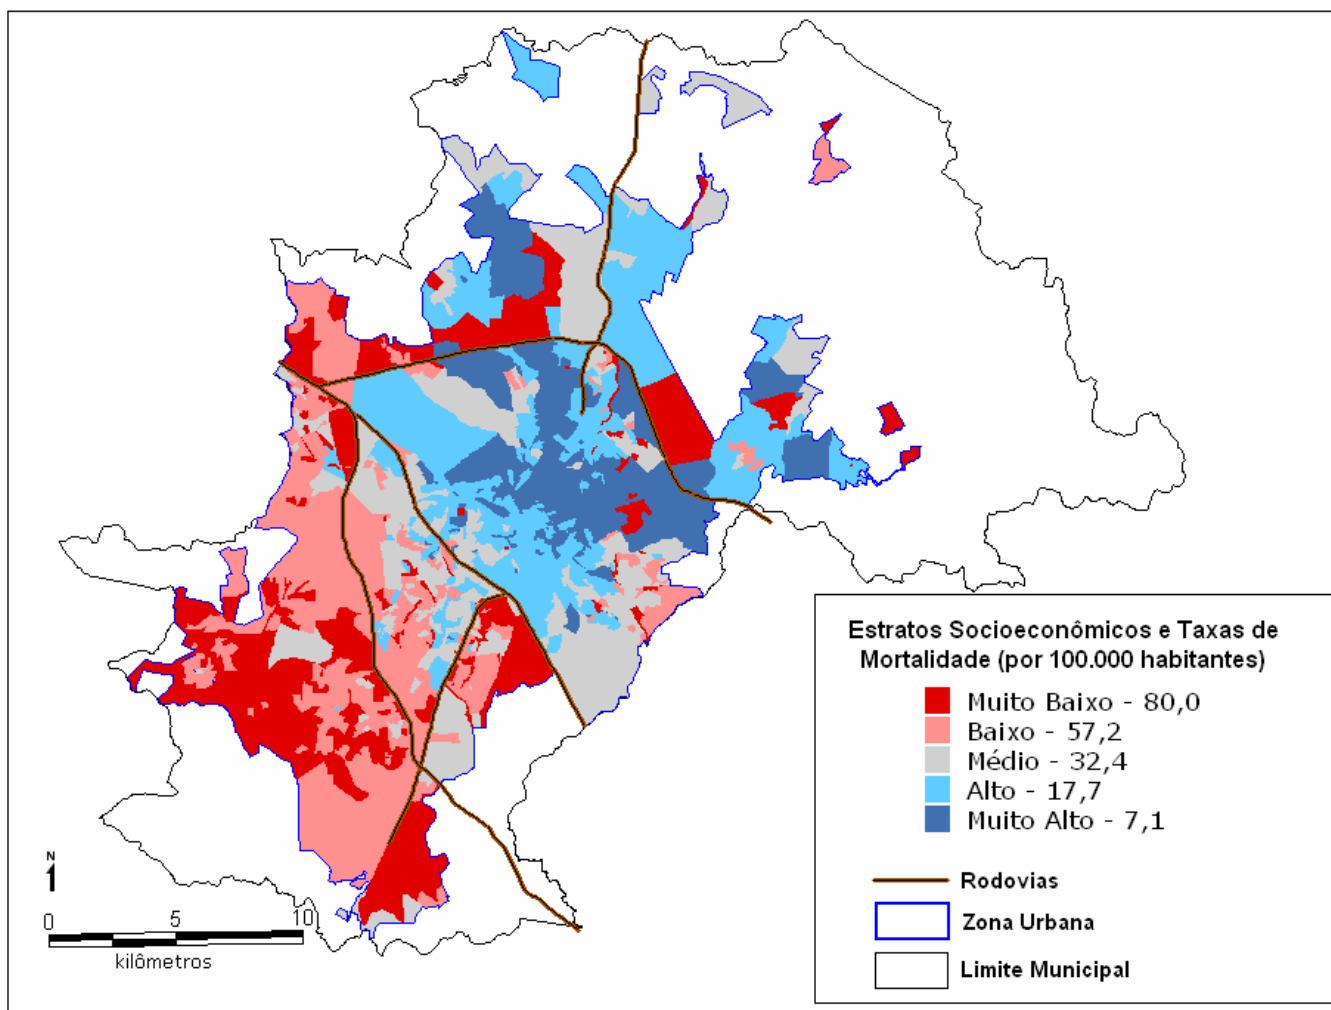 Estratos Socioeconômicos e Taxas de
Mortalidade (por 100.000 habitantes)
Muito Baixo - 80,0
Baixo - 57,2
Médio - 32,4
Alto - 17,7
Muito Alto - 7,1
Rodovias
Zona Urbana
Limite Municipal
N
0 5 10
kilômetros